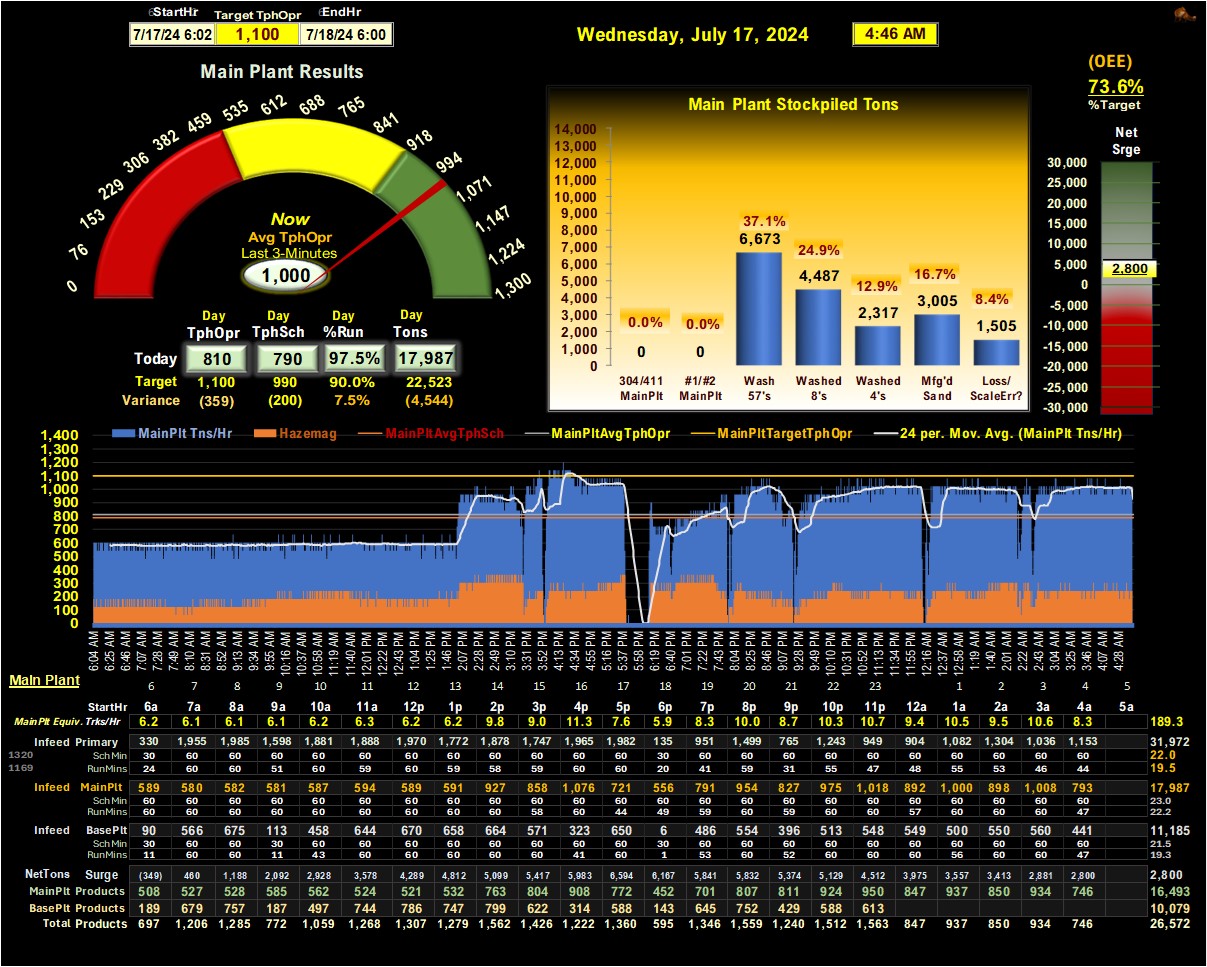 StartHr Target TphOpr EndHr
7/17/24 6:02 1,100 7/18/24 6:00
Wednesday, July 17, 2024 4:46 AM
(OEE)
73.6%
%Target
Main Plant Results
0 76 153 229 306 382 459 535 612 688 765 841 918 994 1,071 1,147 1,224 1,300
Now
Avg TphOpr
Last 3-Minutes
1,000
Day Day Day Day
TphOpr TphSch %Run Tons
Today 810 790 97.5% 17,987
Target 1,100 990 90.0% 22,523
Variance (359) (200) 7.5% (4,544)
Main Plant Stockpiled Tons
14,000
13,000
12,000
11,000
10,000
9,000
8,000
7,000
6,000
5,000
4,000
3,000
2,000
1,000
0
0.0% 0.0% 37.1% 24.9% 12.9% 16.7% 8.4%
0 0 6,673 4,487 2,317 3,005 1,505
304/411 #1/#2 Wash Washed Washed Mfg'd Loss/
MainPlt MainPlt 57's 8's 4's Sand ScaleErr?
Net
Srge
30,000
25,000
20,000
15,000
10,000
5,000
0
-5,000
-10,000
-15,000
-20,000
-25,000
-30,000
2,800
MainPlt Tns/Hr Hazemag MainPltAvgTphSch MainPltAvgTphOpr MainPltTargetTphOpr 24 per. Mov. Avg. (MainPlt Tns/Hr)
1,400
1,300
1,200
1,100
1,000
900
800
700
600
500
400
300
200
100
0
6:04 AM 6:25 AM 6:46 AM 7:07 AM 7:28 AM 7:49 AM 8:10 AM 8:31 AM 8:52 AM 9:13 AM 9:34 AM 9:55 AM 10:16 AM 10:37 AM 10:58 AM 11:19 AM 11:40 AM 12:01 PM 12:22 PM 12:43 PM 1:04 PM 1:25 PM 1:46 PM 2:07 PM 2:28 PM 2:49 PM 3:10 PM 3:31 PM 3:52 PM 4:13 PM 4:34 PM 4:55 PM 5:16 PM 5:37 PM 5:58 PM 6:19 PM 6:40 PM 7:01 PM 7:22 PM 7:43 PM 8:04 PM 8:25 PM 8:46 PM 9:07 PM 9:28 PM 9:49 PM 10:10 PM 10:31 PM 10:52 PM 11:13 PM 11:34 PM 11:55 PM 12:16 AM 12:37 AM 12:58 AM 1:19 AM 1:40 AM 2:01 AM 2:22 AM 2:43 AM 3:04 AM 3:25 AM 3:46 AM 4:07 AM 4:28 AM
Main Plant
6 7 8 9 10 11 12 13 14 15 16 17 18 19 20 21 22 23 1 2 3 4 5
StartHr 6a 7a 8a 9a 10a 11a 12p 1p 2p 3p 4p 5p 6p 7p 8p 9p 10p 11p 12a 1a 2a 3a 4a 5a
MainPlt Equiv. Trks/Hr 6.2 6.1 6.1 6.1 6.2 6.3 6.2 6.2 9.8 9.0 11.3 7.6 5.9 8.3 10.0 8.7 10.3 10.7 9.4 10.5 9.5 10.6 8.3 189.3
Infeed Primary 330 1,955 1,985 1,598 1,881 1,888 1,970 1,772 1,878 1,747 1,965 1,982 135 951 1,499 765 1,243 949 904 1,082 1,304 1,036 1,153 31,972
1320 SchMin 30 60 60 60 60 60 60 60 60 60 60 60 30 60 60 60 60 60 60 60 60 60 60 22.0
1169 RunMins 24 60 60 51 60 59 60 59 58 59 60 60 20 41 59 31 55 47 48 55 53 46 44 19.5
Infeed MainPlt 589 580 582 581 587 594 589 591 927 858 1,076 721 556 791 954 827 975 1,018 892 1,000 898 1,008 793 17,987
SchMin 60 60 60 60 60 60 60 60 60 60 60 60 60 60 60 60 60 60 60 60 60 60 60 23.0
RunMins 60 60 60 60 60 60 60 60 60 58 60 44 49 59 60 59 60 60 57 60 60 60 47 22.2
Infeed BasePlt 90 566 675 113 458 644 670 658 664 571 323 650 6 486 554 396 513 548 549 500 550 560 441 11,185
SchMin 30 60 60 30 60 60 60 60 60 60 60 60 30 60 60 60 60 60 60 60 60 60 60 21.5
RunMins 11 60 60 11 43 60 60 60 60 60 41 60 1 53 60 52 60 60 60 56 60 60 47 19.3
NetTons Surge (349) 460 1,188 2,092 2,928 3,578 4,289 4,812 5,099 5,417 5,983 6,594 6,167 5,841 5,832 5,374 5,129 4,512 3,975 3,557 3,413 2,881 2,800 2,800
MainPlt Products 508 527 528 585 562 524 521 532 763 804 908 772 452 701 807 811 924 950 847 937 850 934 746 16,493
BasePlt Products 189 679 757 187 497 744 786 747 799 622 314 588 143 645 752 429 588 613 10,079
Total Products 697 1,206 1,285 772 1,059 1,268 1,307 1,279 1,562 1,426 1,222 1,360 595 1,346 1,559 1,240 1,512 1,563 847 937 850 934 746 26,572